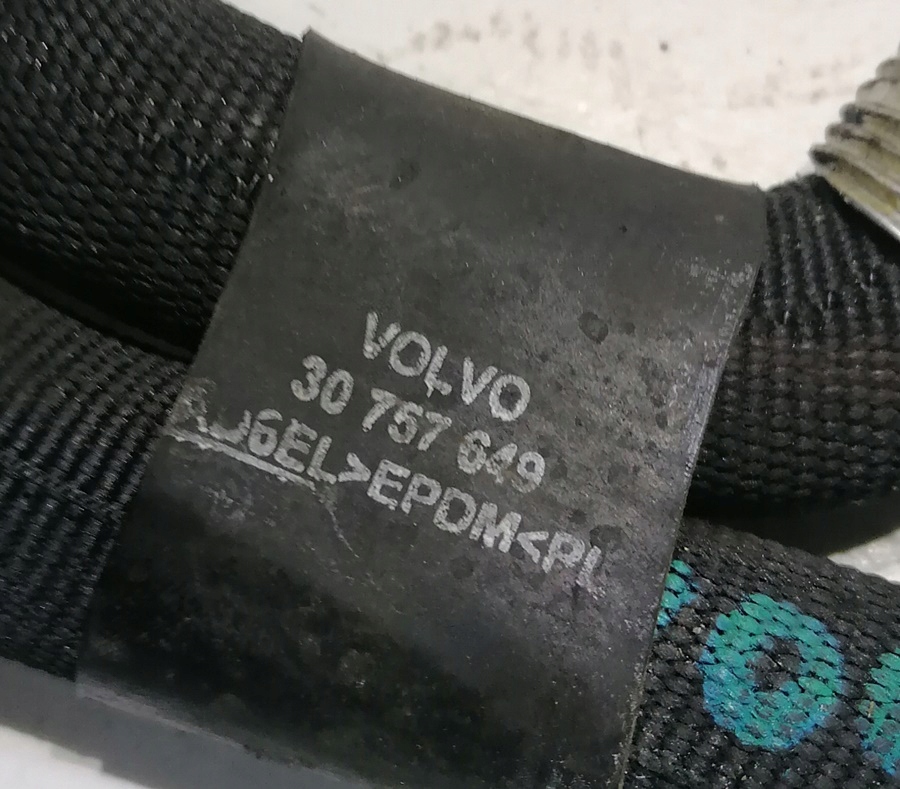 VOLVO
30 757 649
>EPDM<
O